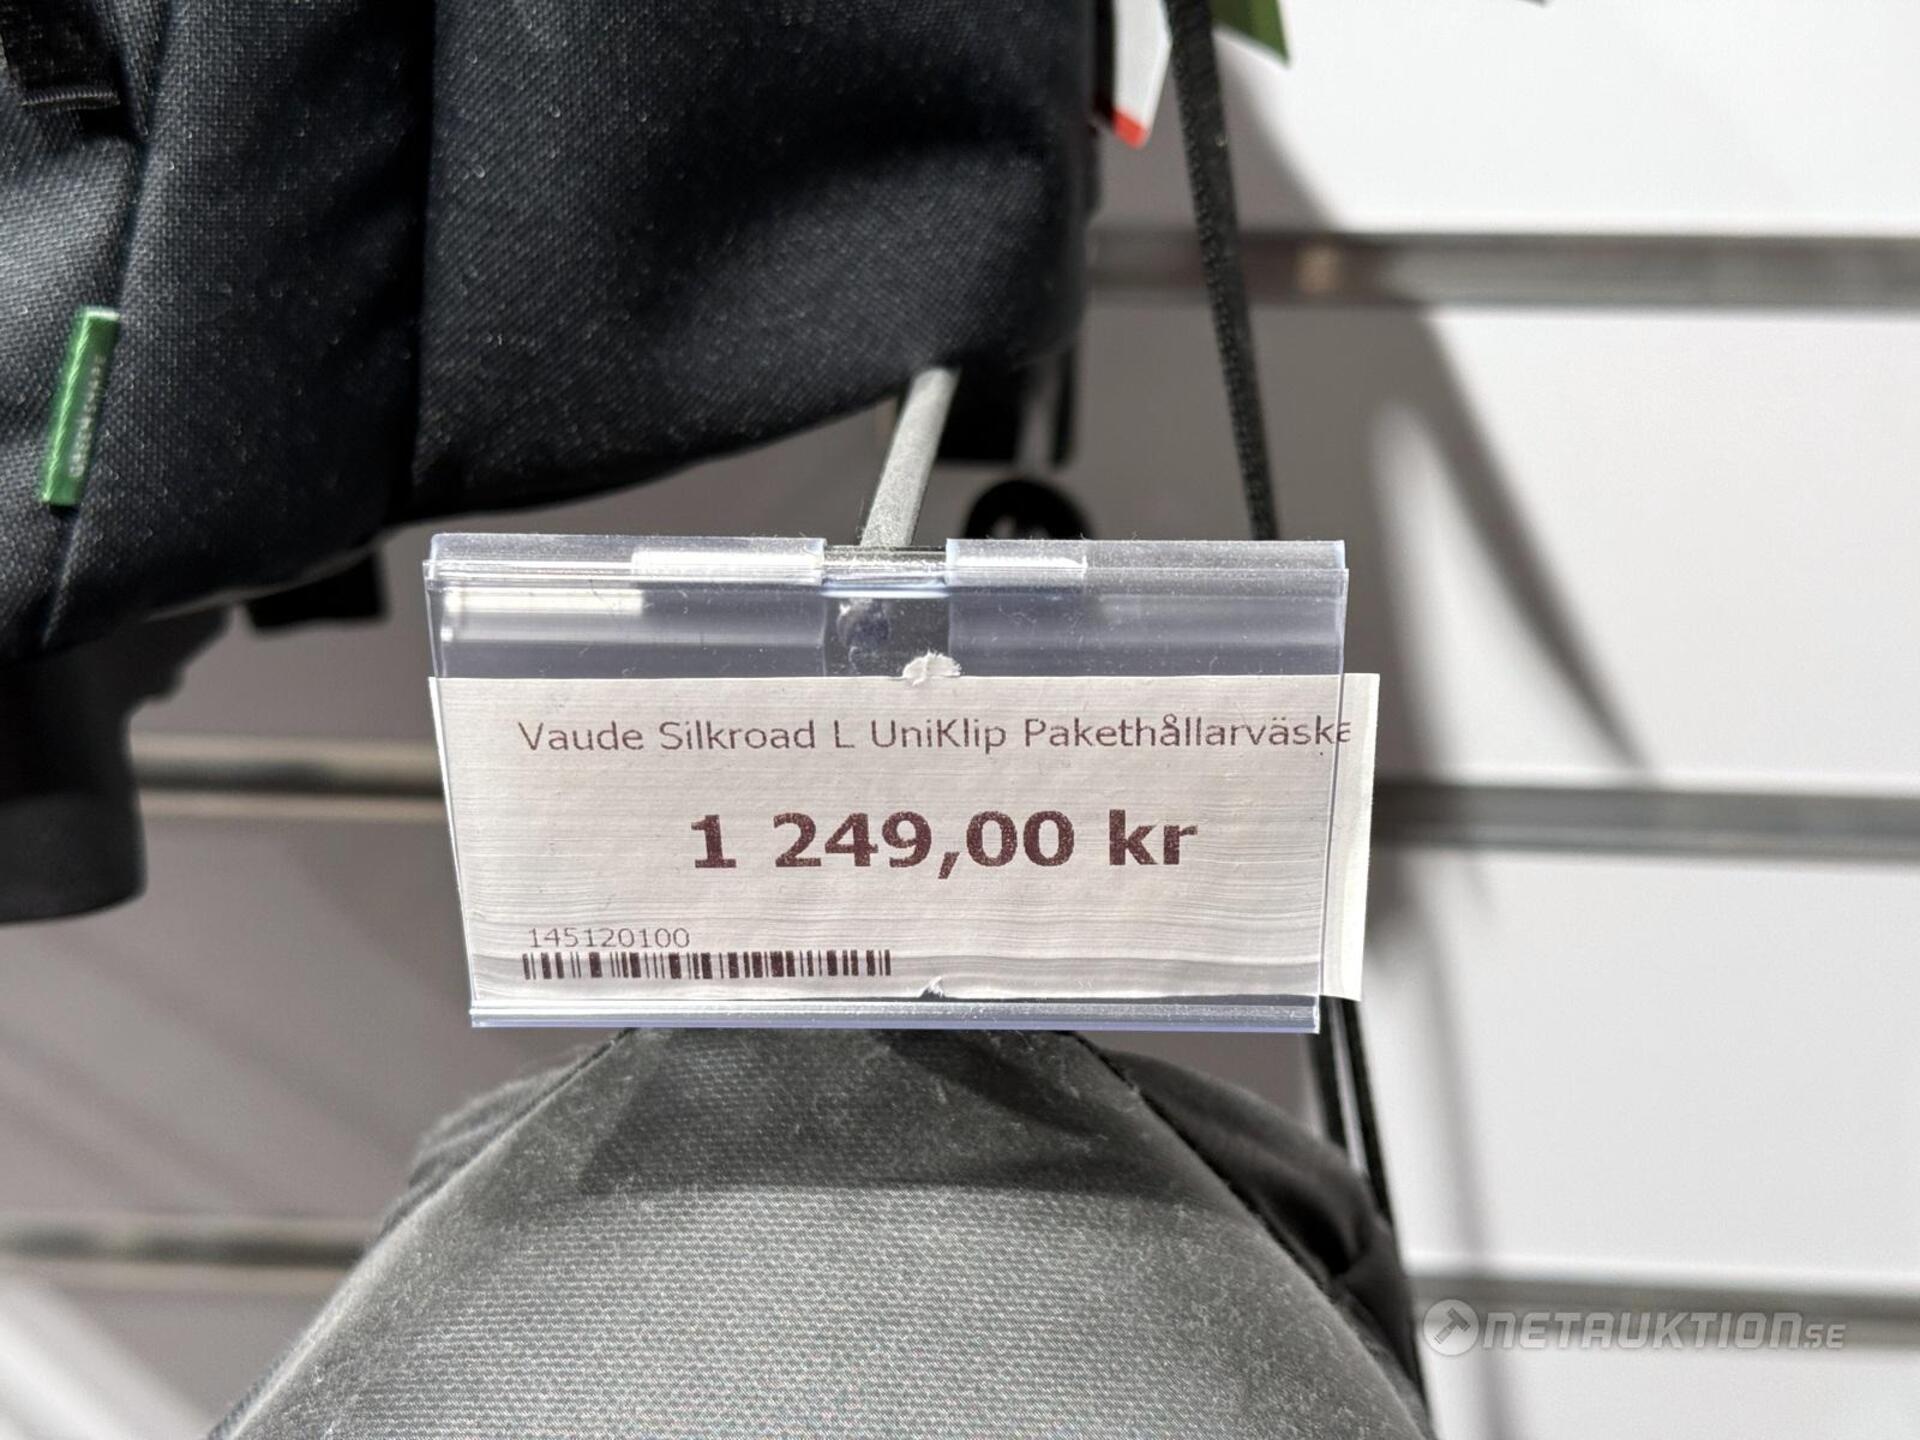 Vaude Silkroad L UniKlip Pakethållarväska
1 249,00 kr
145120100
NETAUKTION.SE